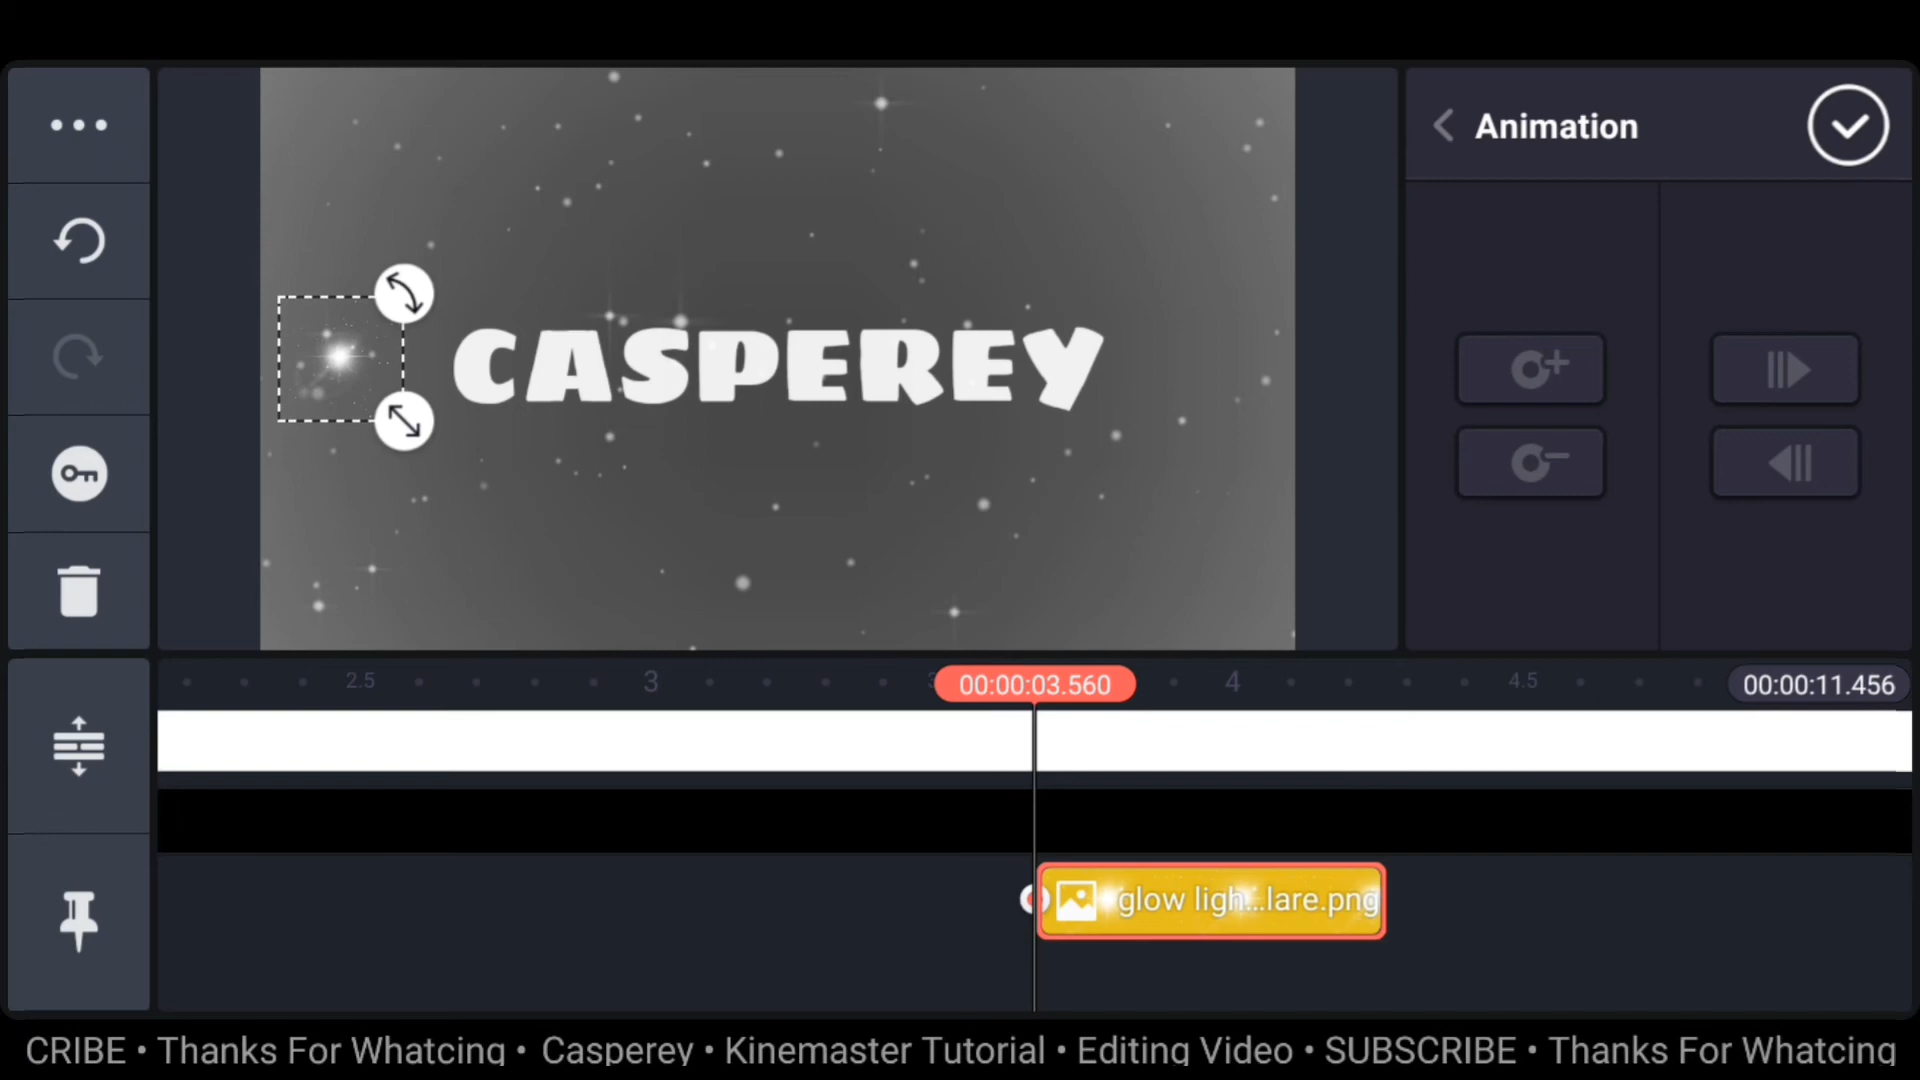 Animation
CASPEREY
2.5 3 3 00:00:03.560 4 4.5 00:00:11.456
glow ligh...lare.png
CRIBE • Thanks For Whatcing • Casperey • Kinemaster Tutorial • Editing Video • SUBSCRIBE • Thanks For Whatcing